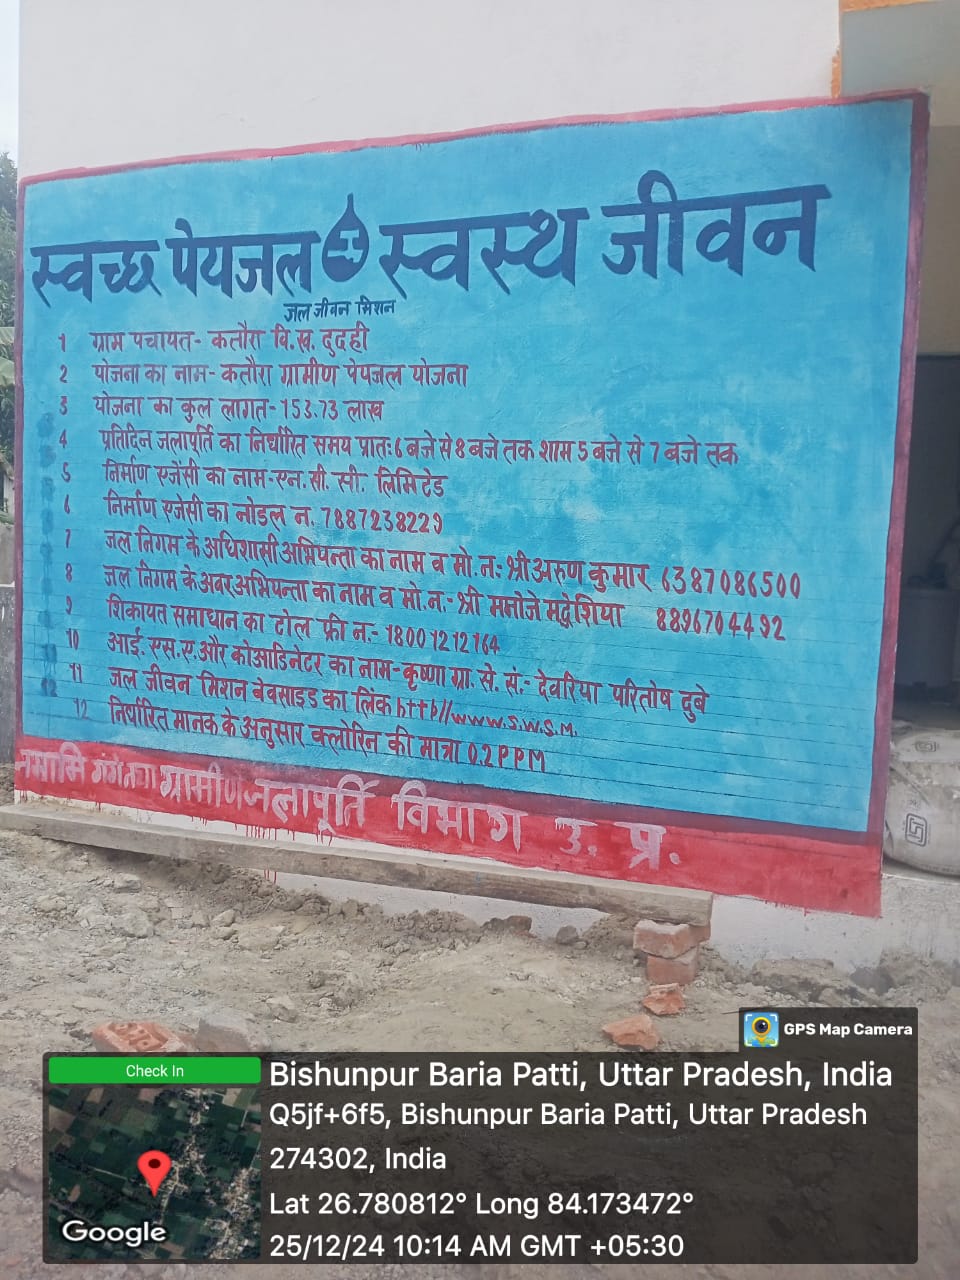 स्वच्छ पेयजल स्वस्थ जीवन
जल जीवन मिशन
1 ग्राम पचायत- कतौरा वि.ख. दुदही
2 योजना का नाम- कतौरा ग्रामीण पेयजल योजना
3 योजना का कुल लागत-153.73 लाख
4 प्रतिदिन जलापूर्ति का निर्धारित समय प्रातः6 बजे से 8 बजे तक शाम 5 बजे से 7 बजे तक
5 निर्माण एजेंसी का नाम-एन. सी. सी. लिमिटेड
6 निर्माण एजेसी का नोडल न. 7887238229
7 जल निगम के अधिशासी अभियन्ता का नाम व मो.न.: श्री अरुण कुमार 6387086500
8 जल निगम के अवर अभियन्ता का नाम व मो.न.- श्री मनोजे मद्धेशिया 8896704492
9 शिकायत समाधान का टोल फ्री न.- 18001212164
10 आई. एस. ए. और कोआडिनेटर का नाम- कृष्णा ग्रा. से. सं.- देवरिया परितोष दुबे
11 जल जीवन मिशन बेवसाइड का लिंक http//www.s.w.s.m.
12 निर्धारित मानक के अनुसार क्लोरिन की मात्रा 0.2 PPM
नमामि गंगे तथा ग्रामीण जलापूर्ति विभाग उ. प्र.
GPS Map Camera
Check In
Bishunpur Baria Patti, Uttar Pradesh, India
Q5jf+6f5, Bishunpur Baria Patti, Uttar Pradesh
274302, India
Lat 26.780812° Long 84.173472°
25/12/24 10:14 AM GMT +05:30
Google